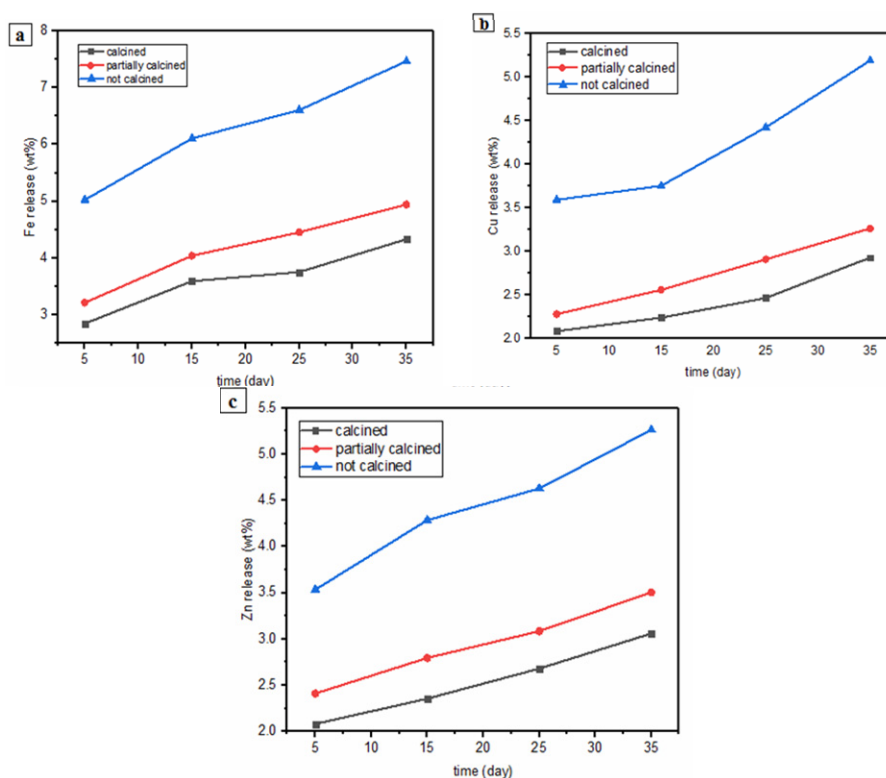 a
calcined
partially calcined
not calcined
8
7
6
5
4
3
Fe release (wt%)
5 10 15 20 25 30 35
time (day)
b
calcined
partially calcined
not calcined
5.5
5.0
4.5
4.0
3.5
3.0
2.5
2.0
Cu release (wt%)
5 10 15 20 25 30 35
time (day)
c
calcined
partially calcined
not calcined
5.5
5.0
4.5
4.0
3.5
3.0
2.5
2.0
Zn release (wt%)
5 10 15 20 25 30 35
time (day)